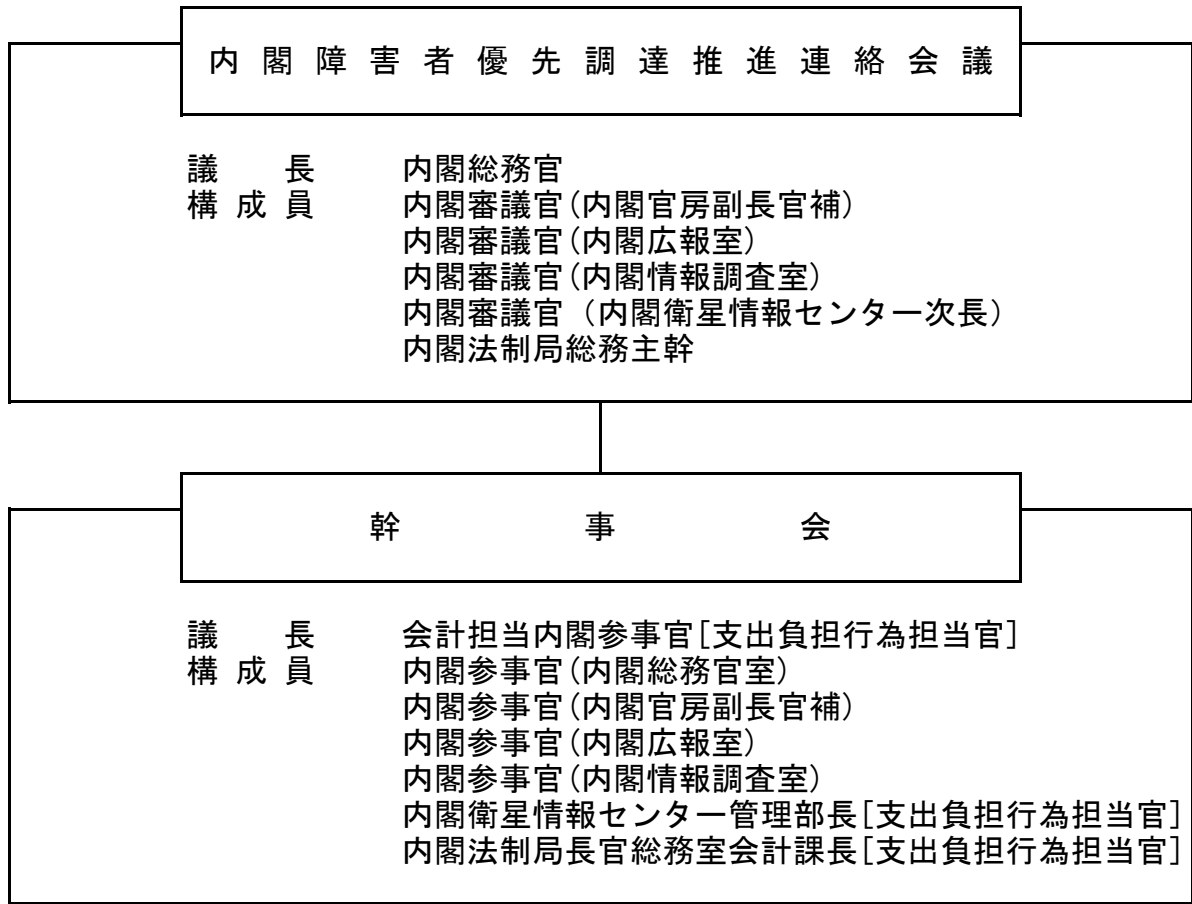 内閣障害者優先調達推進連絡会議
議長 内閣総務官
構成員 内閣審議官(内閣官房副長官補)
内閣審議官(内閣広報室)
内閣審議官(内閣情報調査室)
内閣審議官(内閣衛星情報センター次長)
内閣法制局総務主幹
幹事会
議長 会計担当内閣参事官[支出負担行為担当官]
構成員 内閣参事官(内閣総務官室)
内閣参事官(内閣官房副長官補)
内閣参事官(内閣広報室)
内閣参事官(内閣情報調査室)
内閣衛星情報センター管理部長[支出負担行為担当官]
内閣法制局長官総務室会計課長[支出負担行為担当官]